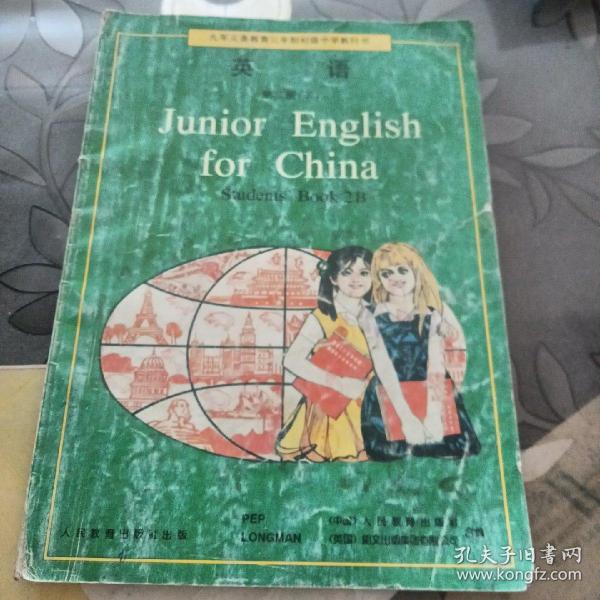 九年义务教育三年制初级中学教科书
英 语
Junior English
for China
Students' Book 2B
PEP
LONGMAN
(中国) 人民教育出版社
(英国) 朗文出版集团有限公司
合编
人民教育出版社出版
孔夫子旧书网
www.kongfz.com